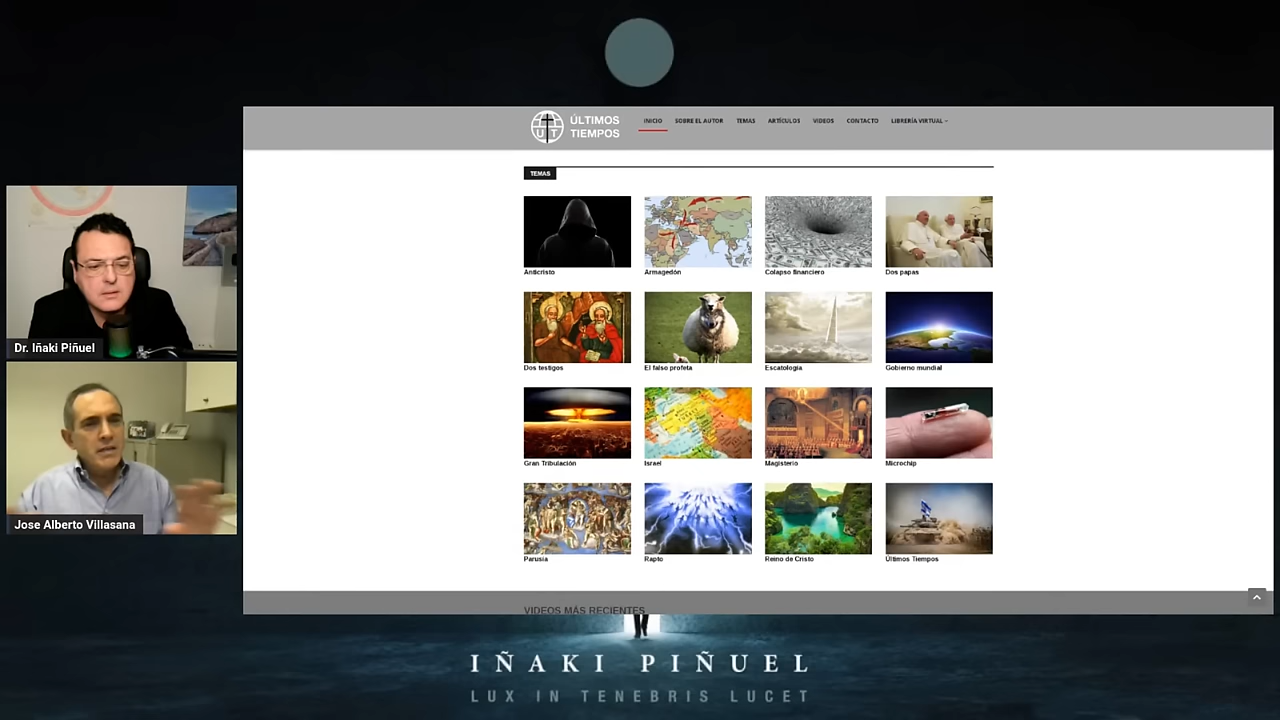 ÚLTIMOS
TIEMPOS
UT
INICIO SOBRE EL AUTOR TEMAS ARTÍCULOS VIDEOS CONTACTO LIBRERÍA VIRTUAL
TEMAS
Anticristo Armagedón Colapso financiero Dos papas
Dos testigos El falso profeta Escatología Gobierno mundial
Gran Tribulación Israel Magisterio Microchip
Parusía Rapto Reino de Cristo Últimos Tiempos
VIDEOS MÁS RECIENTES
Dr. Iñaki Piñuel
Jose Alberto Villasana
IÑAKI PIÑUEL
LUX IN TENEBRIS LUCET